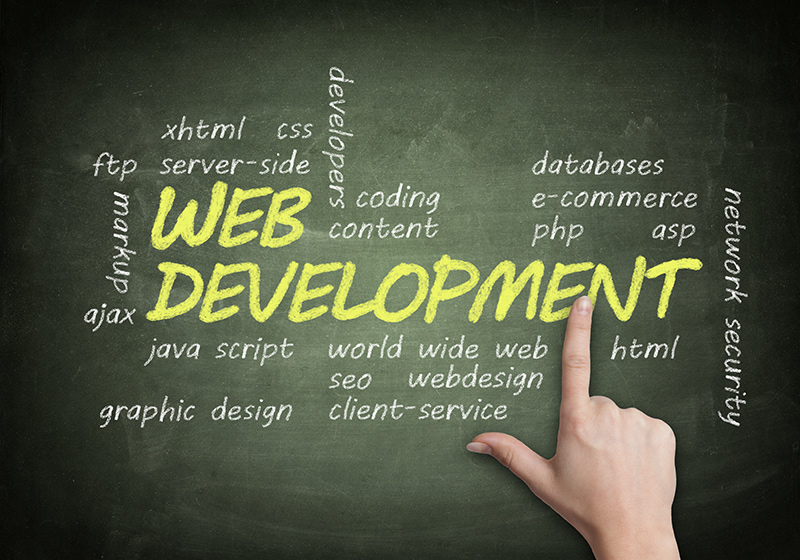 developers
xhtml css
ftp server-side
databases
markup
WEB
coding
e-commerce
content
php asp
network security
DEVELOPMENT
ajax
java script world wide web html
seo webdesign
graphic design client-service